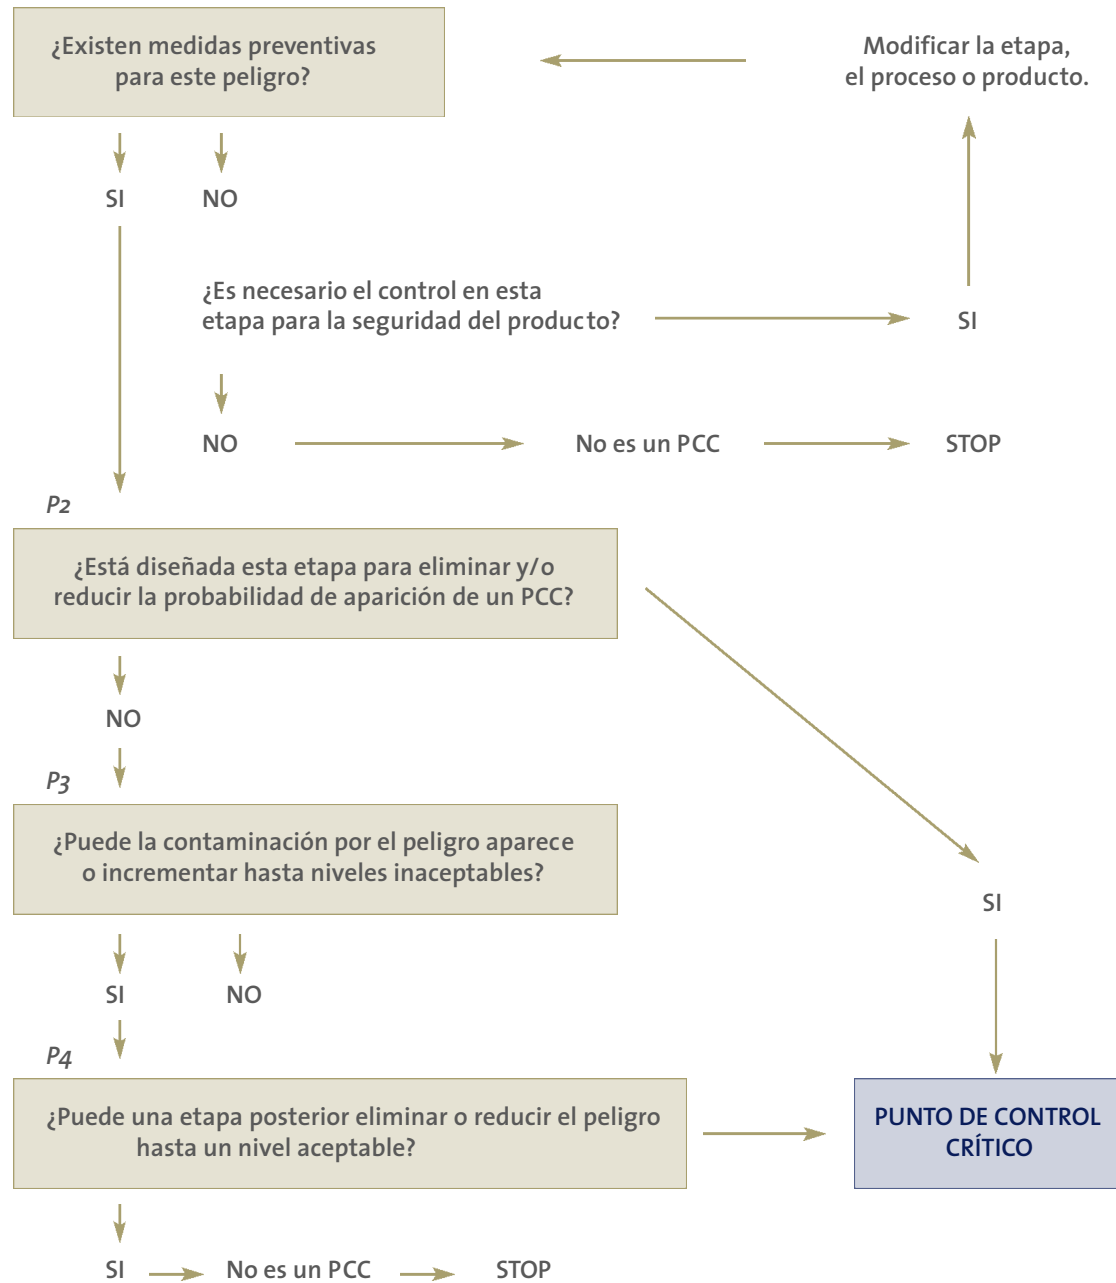 ¿Existen medidas preventivas
para este peligro?
Modificar la etapa,
el proceso o producto.
SI
NO
¿Es necesario el control en esta
etapa para la seguridad del producto?
SI
NO
No es un PCC
STOP
P2
¿Está diseñada esta etapa para eliminar y/o
reducir la probabilidad de aparición de un PCC?
NO
P3
¿Puede la contaminación por el peligro aparece
o incrementar hasta niveles inaceptables?
SI
SI
NO
P4
¿Puede una etapa posterior eliminar o reducir el peligro
hasta un nivel aceptable?
PUNTO DE CONTROL
CRÍTICO
SI
No es un PCC
STOP